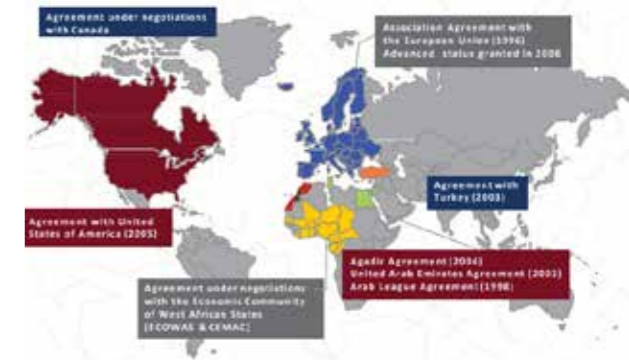 Agreement under negotiations
with Canada
Association Agreement with
the European Union (1996)
Advanced status granted in 2008
Agreement with
Turkey (2003)
Agreement with United
States of America (2005)
Agadir Agreement (2004)
United Arab Emirates Agreement (2003)
Arab League Agreement (1998)
Agreement under negotiations
with the Economic Community
of West African States
(ECOWAS & CEMAC)